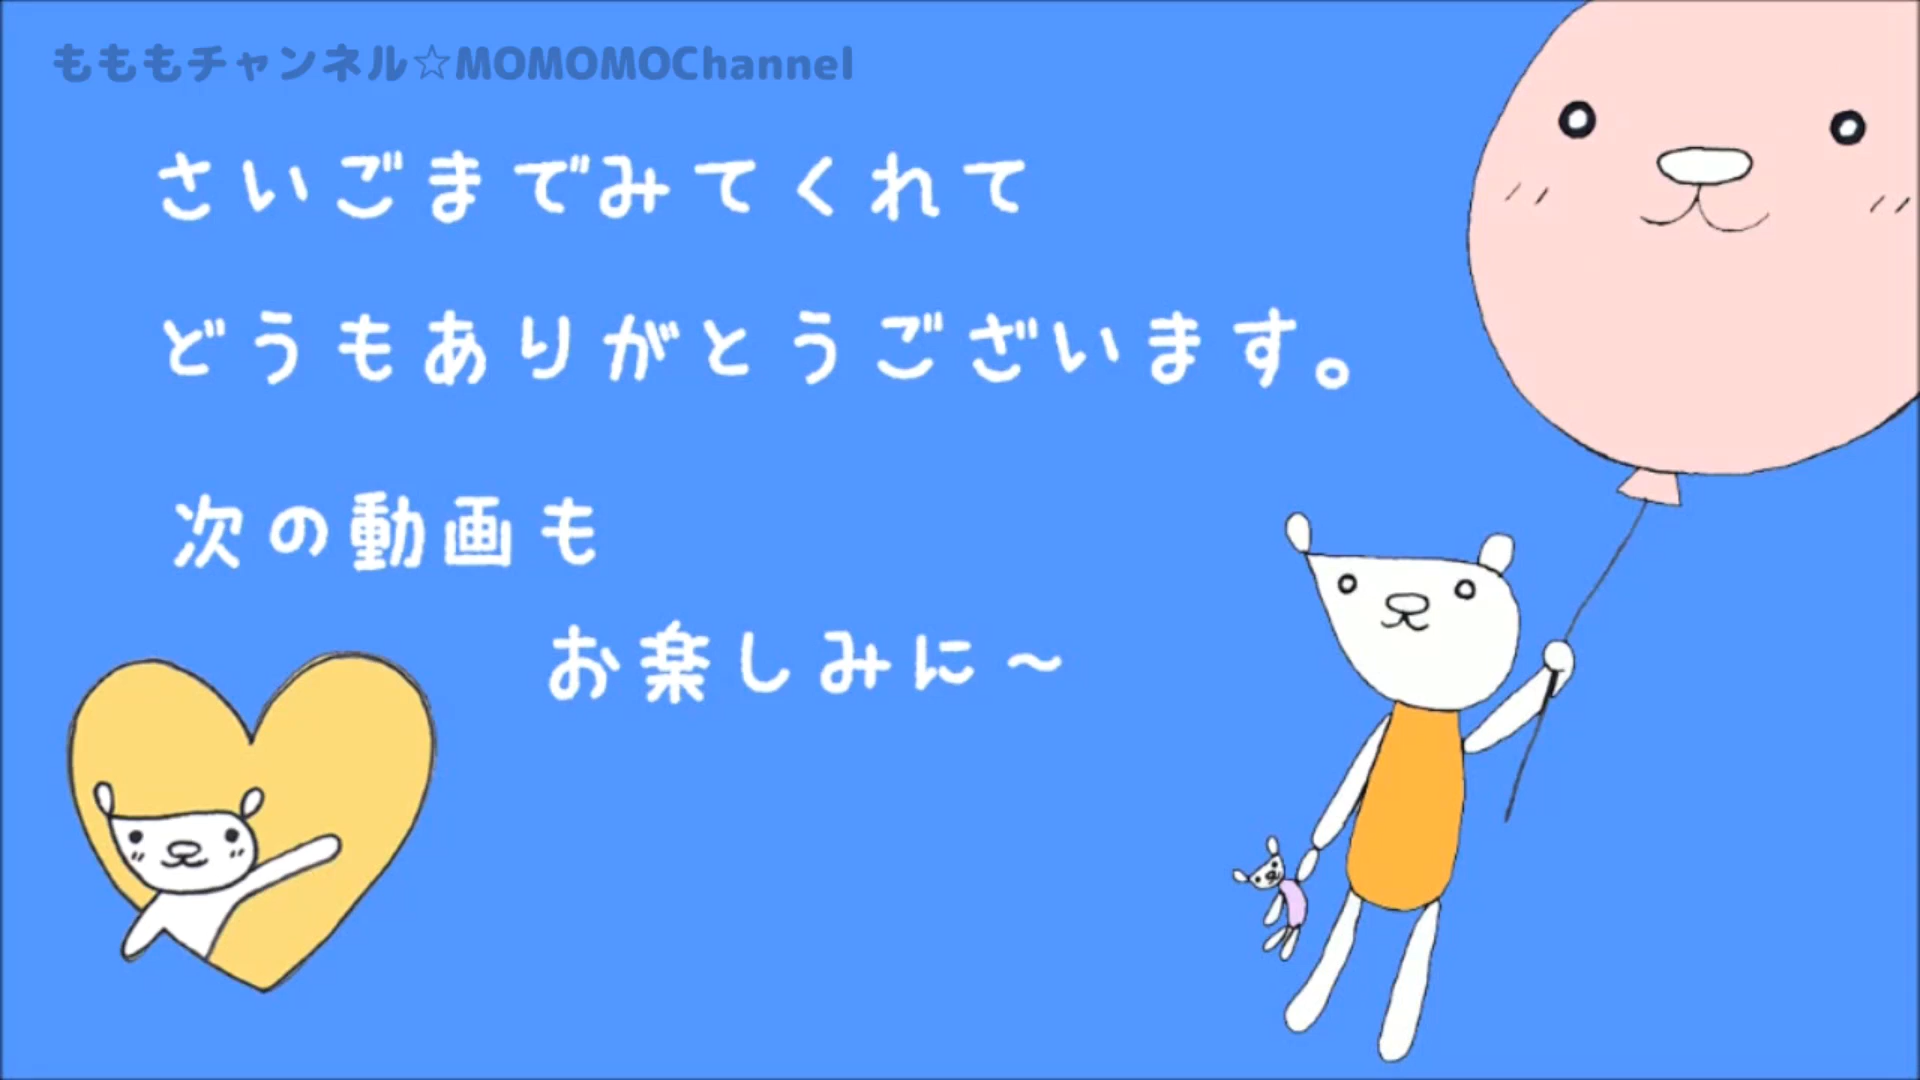 もももチャンネル☆MOMOMOChannel
さいごまでみてくれて
どうもありがとうございます。
次の動画も
お楽しみに～